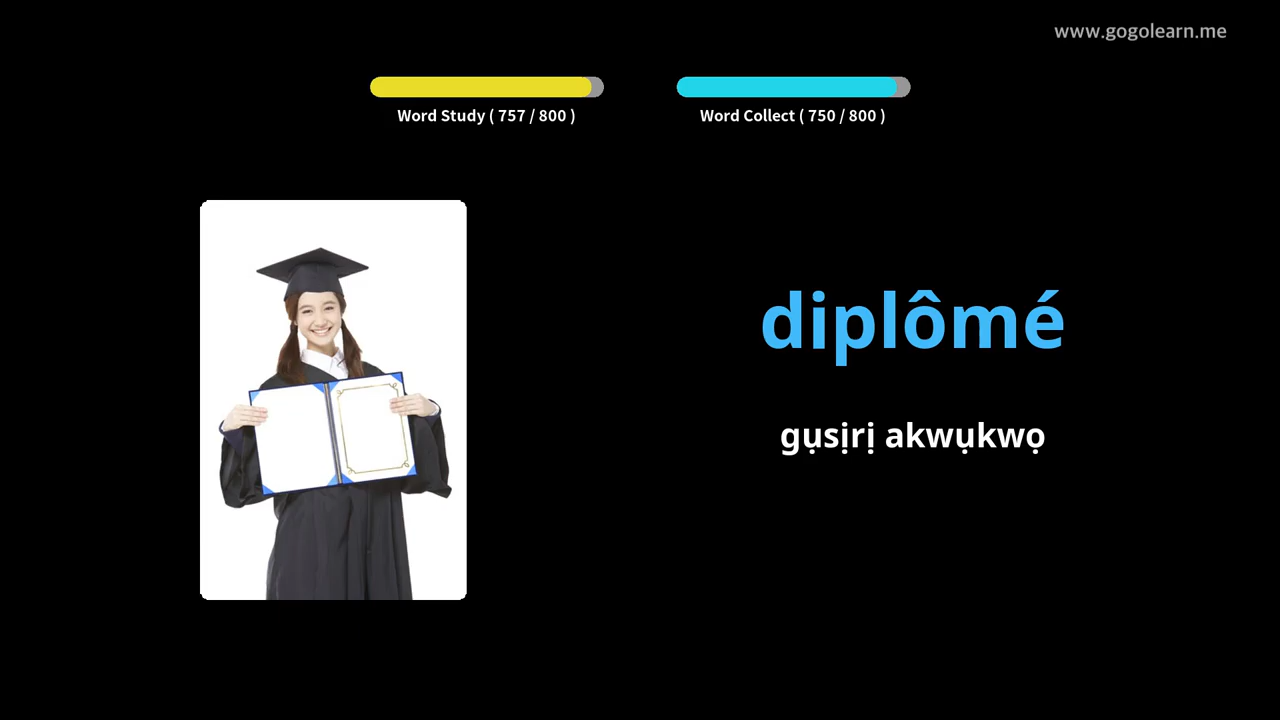 www.gogolearn.me
Word Study ( 757 / 800 )
Word Collect ( 750 / 800 )
diplômé
gụsịrị akwụkwọ